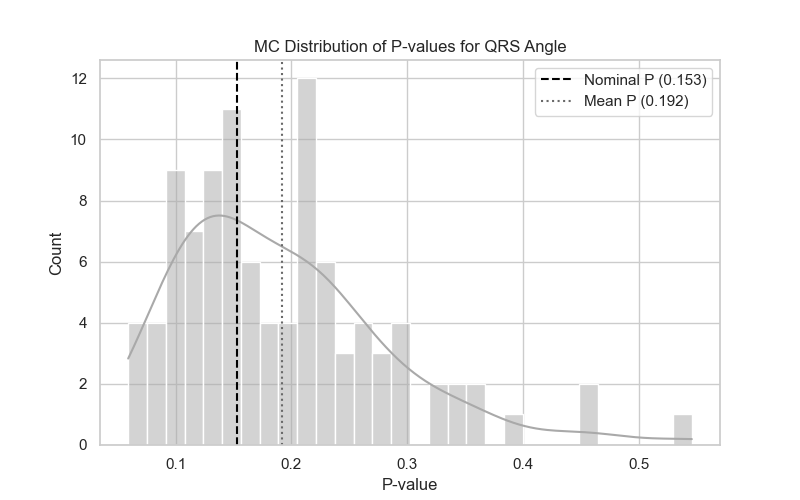 MC Distribution of P-values for QRS Angle
Nominal P (0.153)
Mean P (0.192)
12
10
8
6
4
2
0
Count
0.1 0.2 0.3 0.4 0.5
P-value